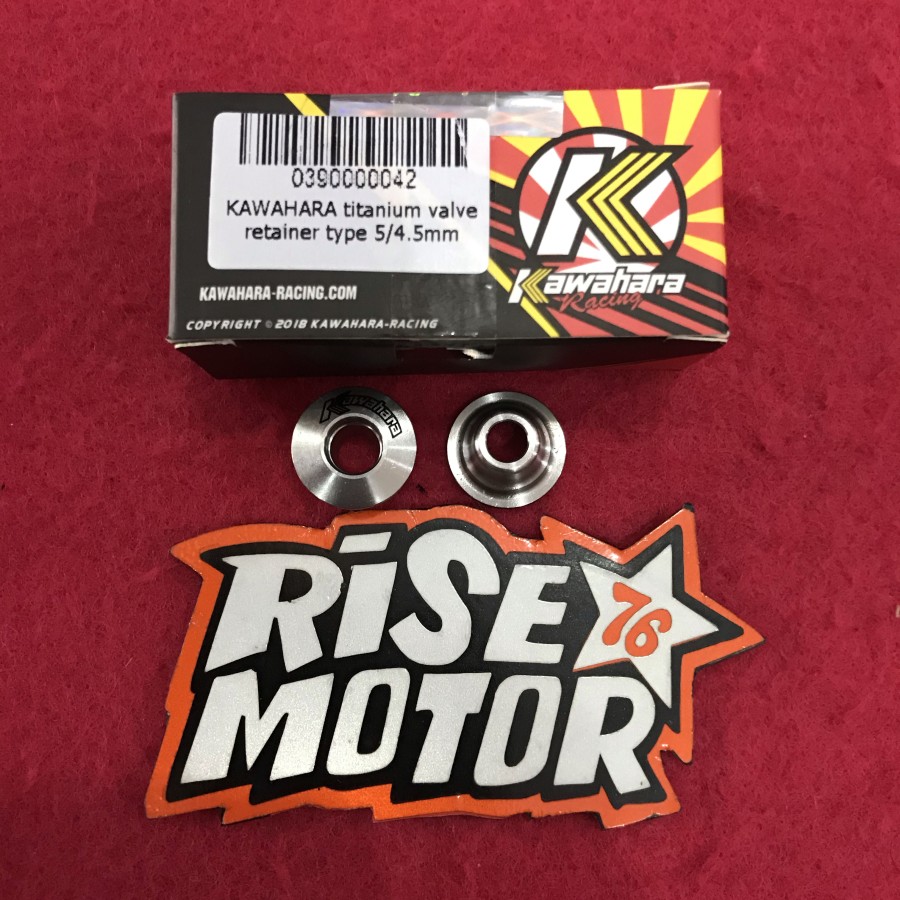 0390000042
KAWAHARA titanium valve
retainer type 5/4.5mm
K
Kawahara
Racing
KAWAHARA-RACING.COM
COPYRIGHT ©2018 KAWAHARA-RACING
Kawahara
RiSE 76
MOTOR